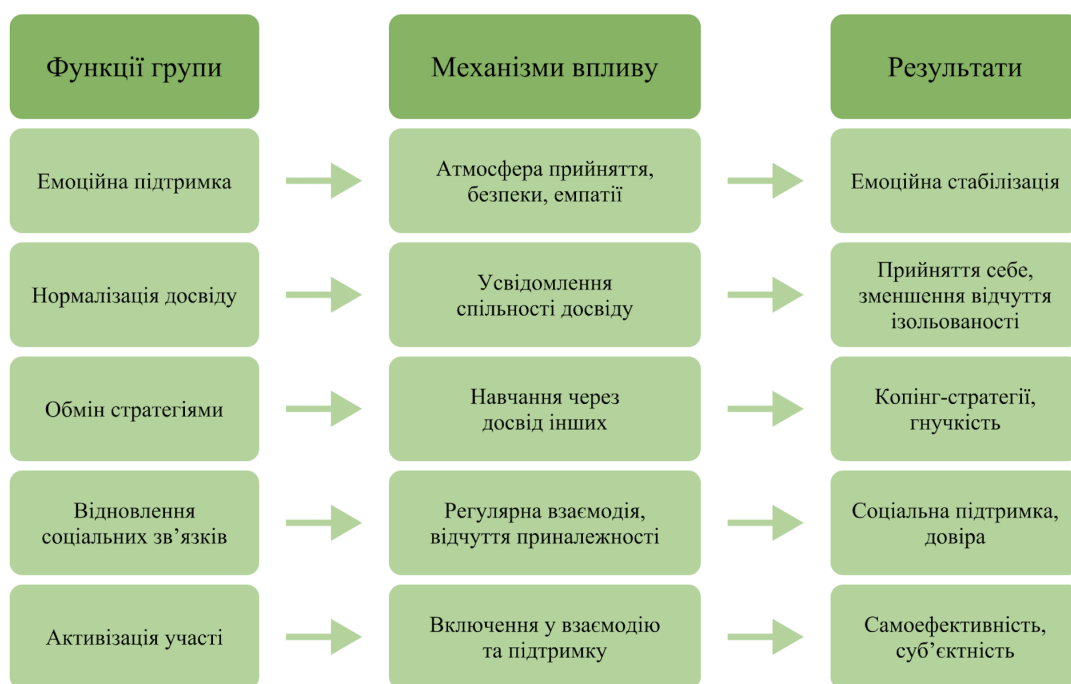 Функції групи
Механізми впливу
Результати
Емоційна підтримка
Атмосфера прийняття,
безпеки, емпатії
Емоційна стабілізація
Нормалізація досвіду
Усвідомлення
спільності досвіду
Прийняття себе,
зменшення відчуття
ізольованості
Обмін стратегіями
Навчання через
досвід інших
Копінг-стратегії,
гнучкість
Відновлення
соціальних зв’язків
Регулярна взаємодія,
відчуття приналежності
Соціальна підтримка,
довіра
Активізація участі
Включення у взаємодію
та підтримку
Самоефективність,
суб’єктність